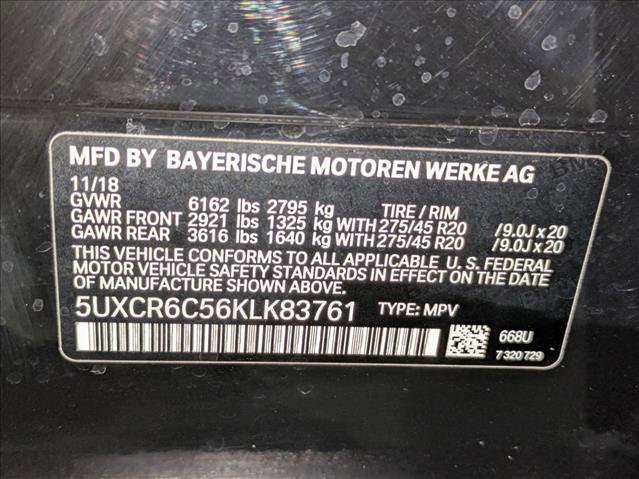 MFD BY BAYERISCHE MOTOREN WERKE AG
11/18
GVWR 6162 lbs 2795 kg TIRE / RIM
GAWR FRONT 2921 lbs 1325 kg WITH 275/45 R20 /9.0J x 20
GAWR REAR 3616 lbs 1640 kg WITH 275/45 R20 /9.0J x 20
THIS VEHICLE CONFORMS TO ALL APPLICABLE U. S. FEDERAL
MOTOR VEHICLE SAFETY STANDARDS IN EFFECT ON THE DATE
OF MANUFACTURE SHOWN ABOVE.
5UXCR6C56KLK83761 TYPE: MPV
668U
7 320 729